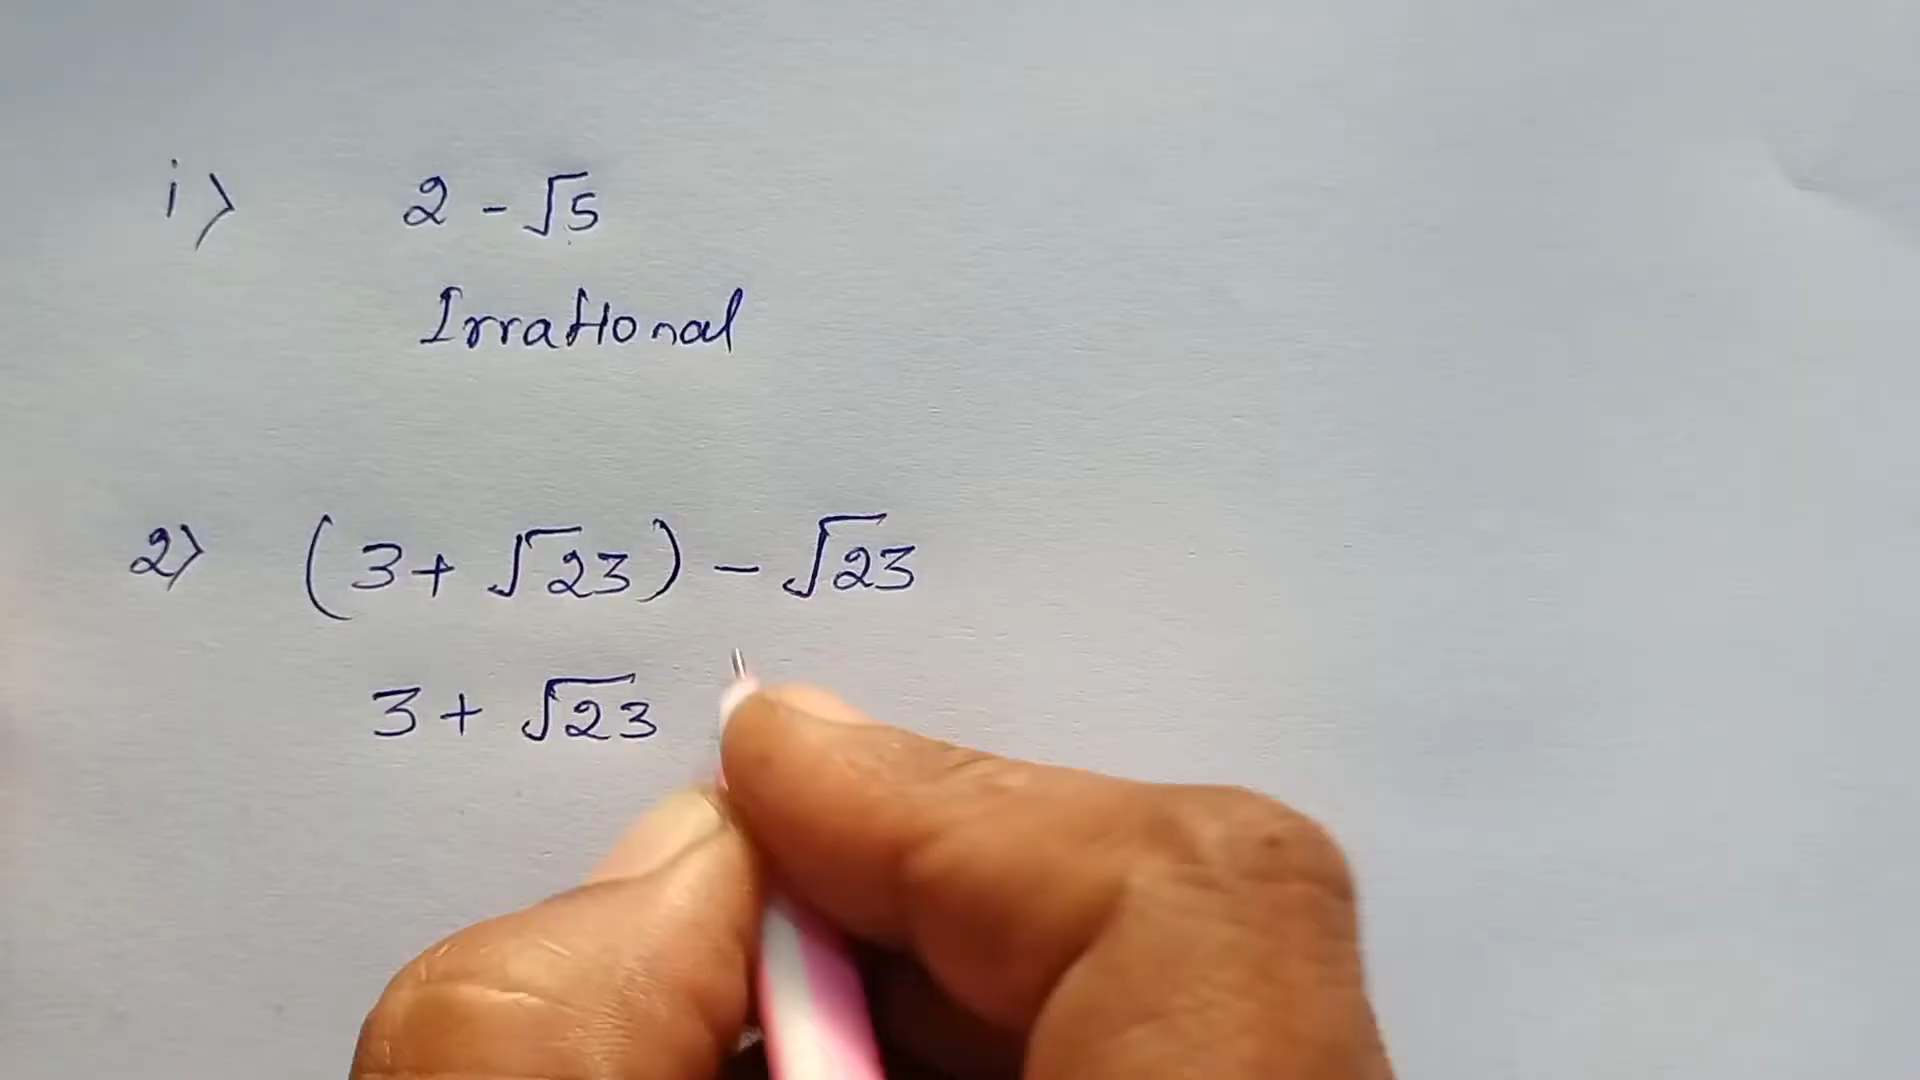 i) 2 - √5
Irrational
2) (3 + √23) - √23
3 + √23